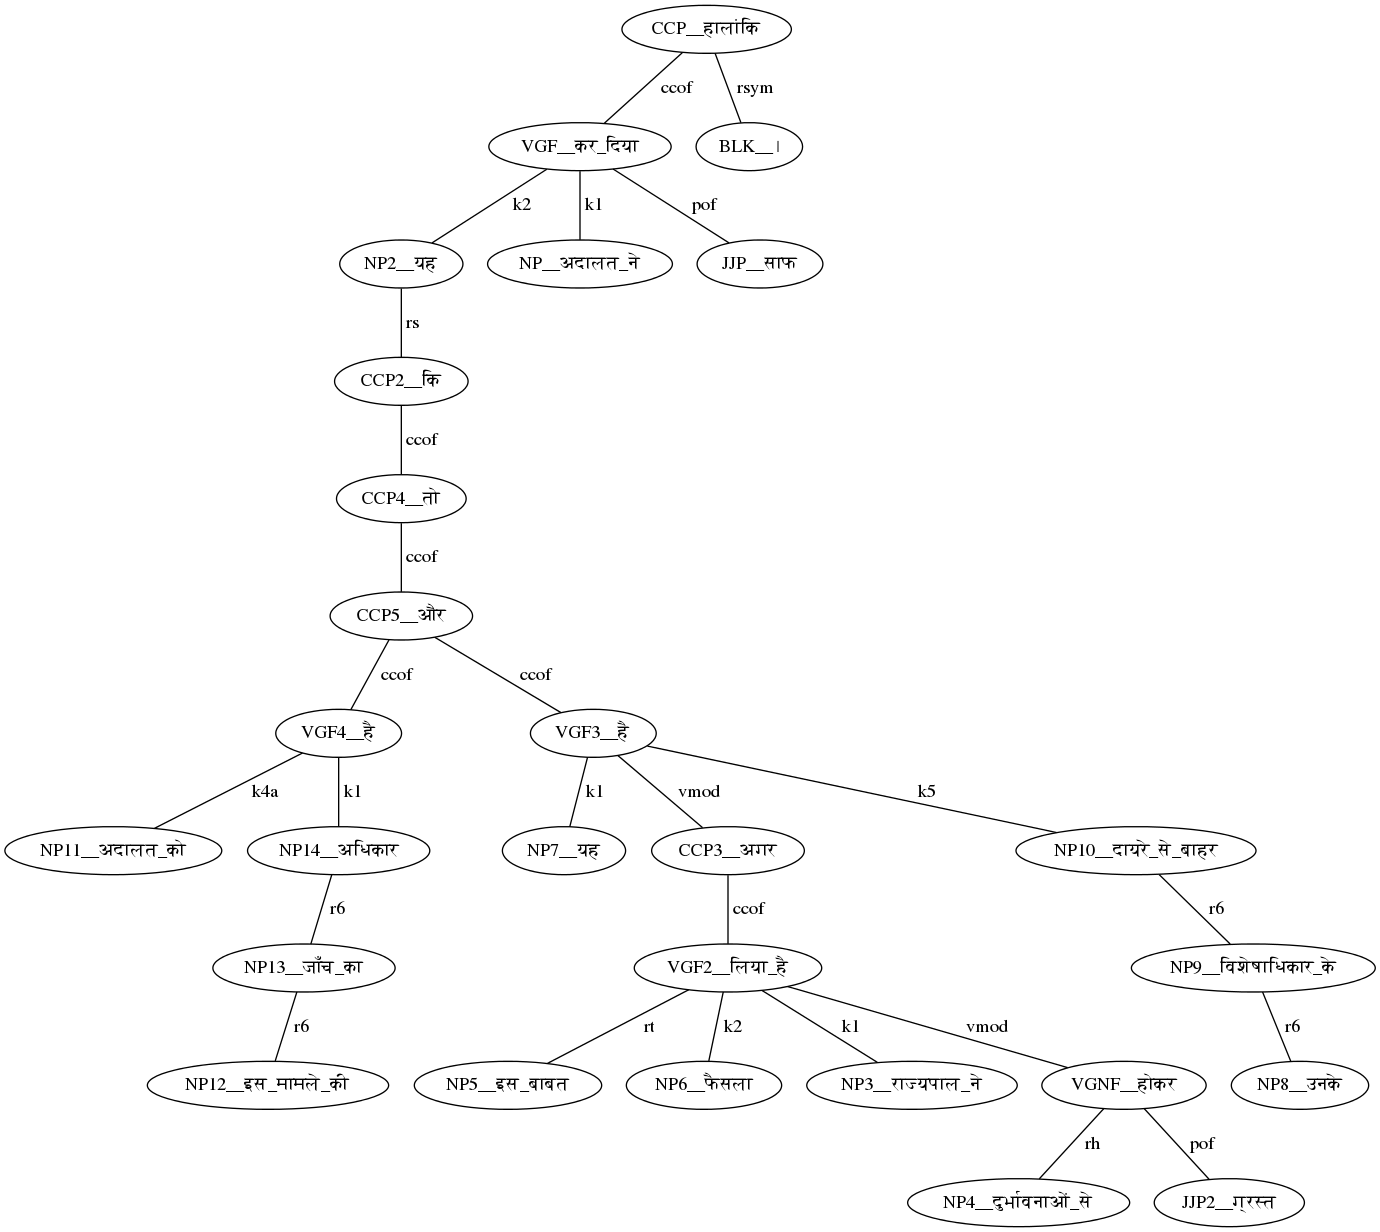 CCP__हालांकि
ccof rsym
VGF__कर_दिया BLK__।
k2 k1 pof
NP2__यह NP__अदालत_ने JJP__साफ
rs
CCP2__कि
ccof
CCP4__तो
ccof
CCP5__और
ccof ccof
VGF4__है VGF3__है
k4a k1 k1 vmod k5
NP11__अदालत_को NP14__अधिकार NP7__यह CCP3__अगर NP10__दायरे_से_बाहर
r6 ccof r6
NP13__जाँच_का VGF2__लिया_है NP9__विशेषाधिकार_के
r6 rt k2 k1 vmod r6
NP12__इस_मामले_की NP5__इस_बाबत NP6__फैसला NP3__राज्यपाल_ने VGNF__होकर NP8__उनके
rh pof
NP4__दुर्भावनाओं_से JJP2__ग्रस्त